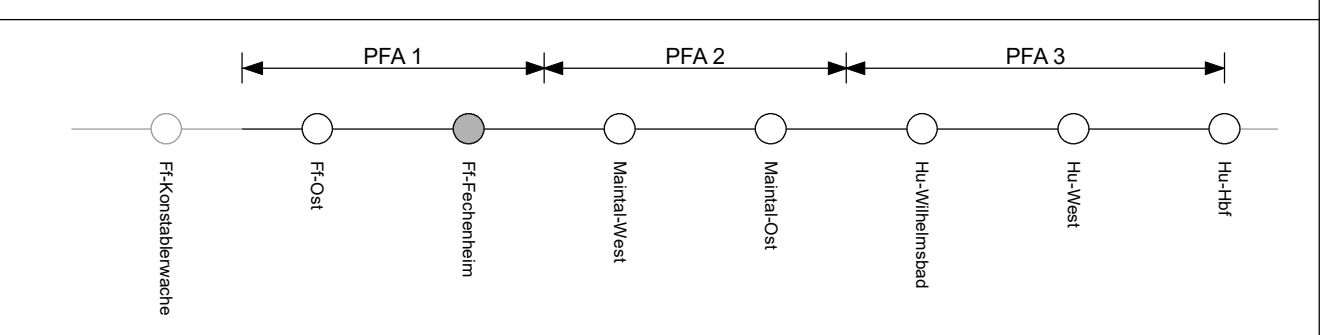 PFA 1
PFA 2
PFA 3
Ff-Konstablerwache
Ff-Ost
Ff-Fechenheim
Maintal-West
Maintal-Ost
Hu-Wilhelmsbad
Hu-West
Hu-Hbf